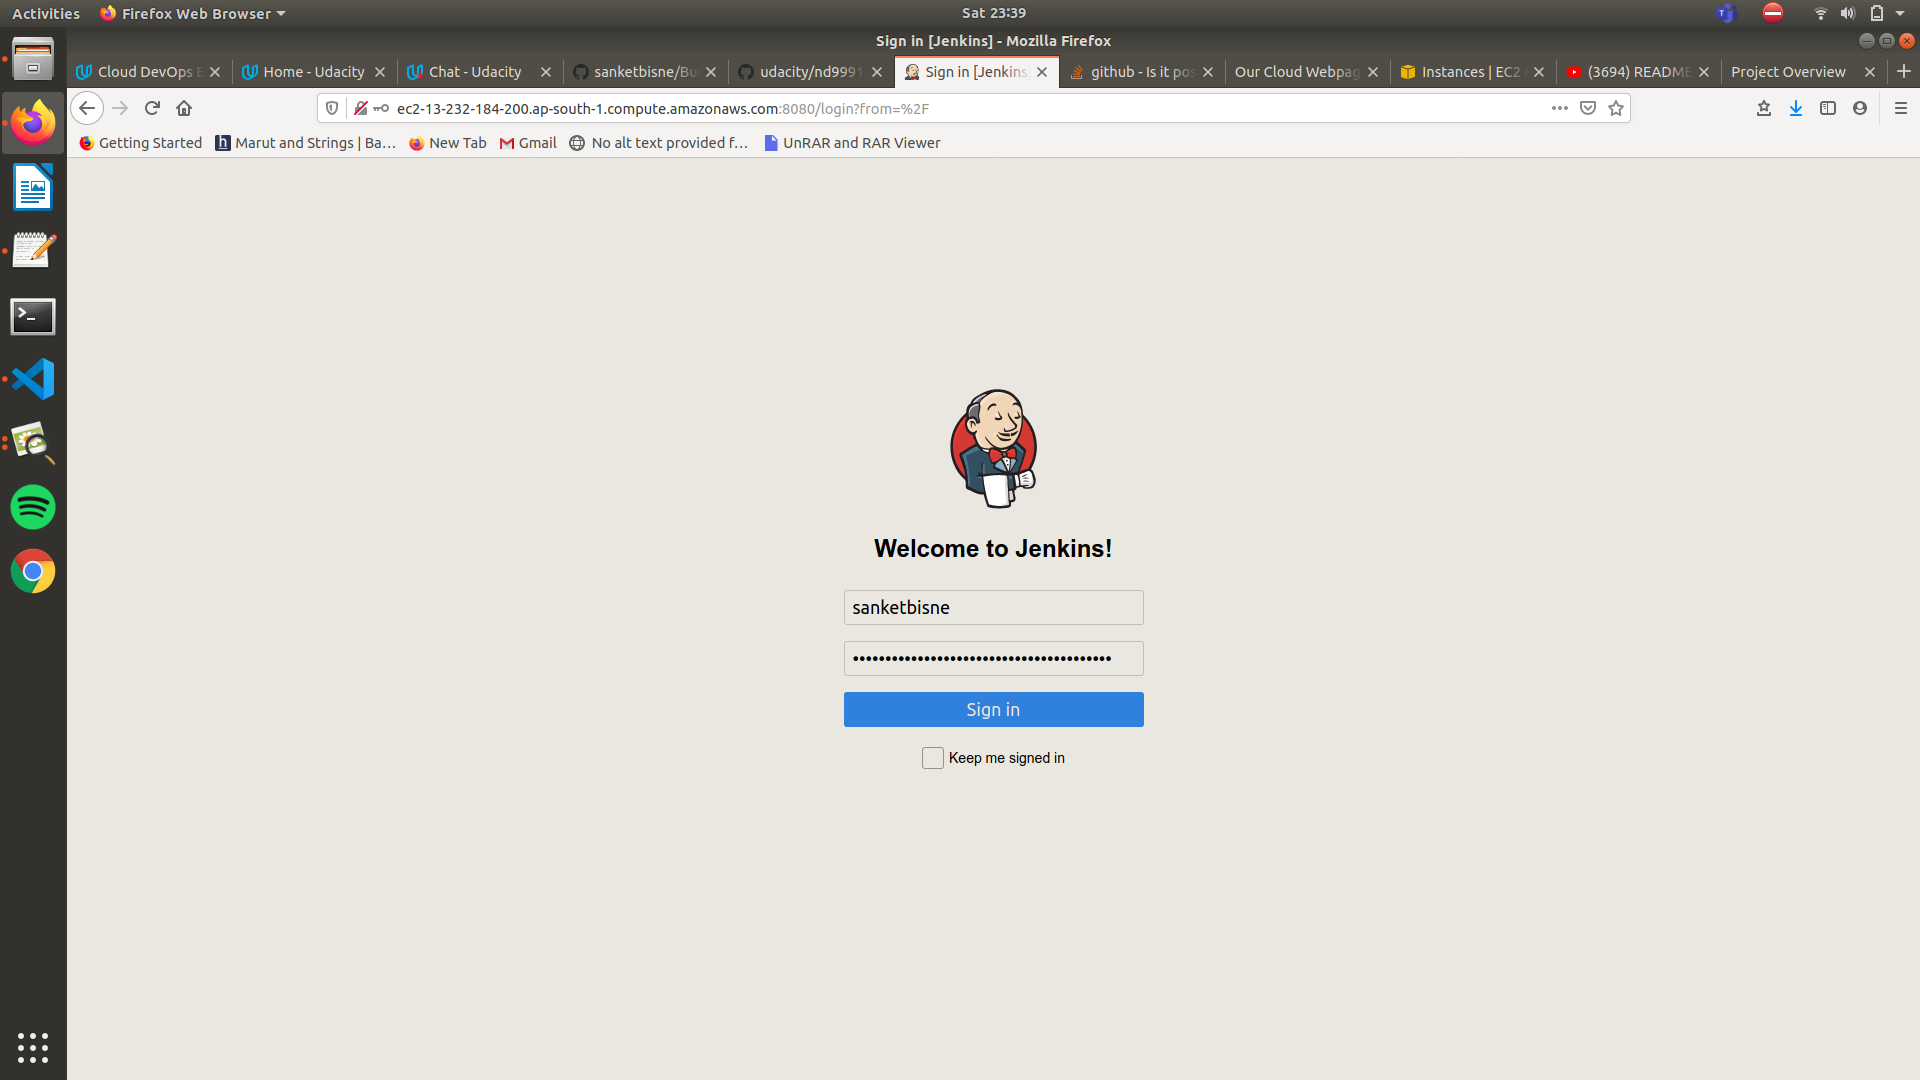 Activities Firefox Web Browser Sat 23:39
Sign in [Jenkins] - Mozilla Firefox
Cloud DevOps E Home - Udacity Chat - Udacity sanketbisne/Bu udacity/nd9991 Sign in [Jenkins github - Is it pos Our Cloud Webpag Instances | EC2 (3694) README Project Overview
ec2-13-232-184-200.ap-south-1.compute.amazonaws.com:8080/login?from=%2F
Getting Started Marut and Strings | Ba… New Tab Gmail No alt text provided f… UnRAR and RAR Viewer
Welcome to Jenkins!
sanketbisne
Sign in
Keep me signed in